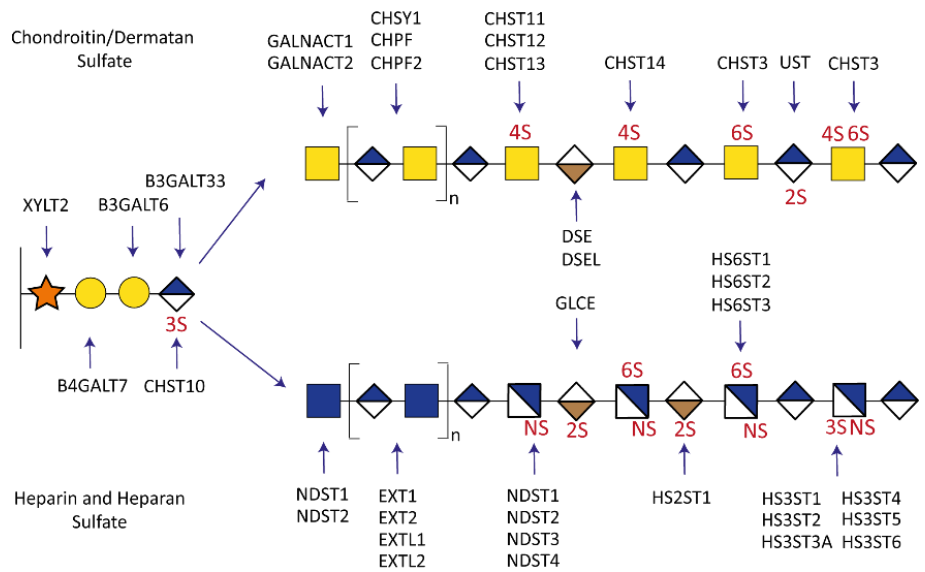 Chondroitin/Dermatan
Sulfate
GALNACT1
GALNACT2
CHSY1
CHPF
CHPF2
CHST11
CHST12
CHST13
CHST14
CHST3
UST
CHST3
4S
4S
6S
4S 6S
n
2S
DSE
DSEL
XYLT2
B3GALT6
B3GALT33
3S
B4GALT7
CHST10
GLCE
HS6ST1
HS6ST2
HS6ST3
6S
6S
n
NS
2S
NS
2S
NS
3S NS
Heparin and Heparan
Sulfate
NDST1
NDST2
EXT1
EXT2
EXTL1
EXTL2
NDST1
NDST2
NDST3
NDST4
HS2ST1
HS3ST1
HS3ST2
HS3ST3A
HS3ST4
HS3ST5
HS3ST6